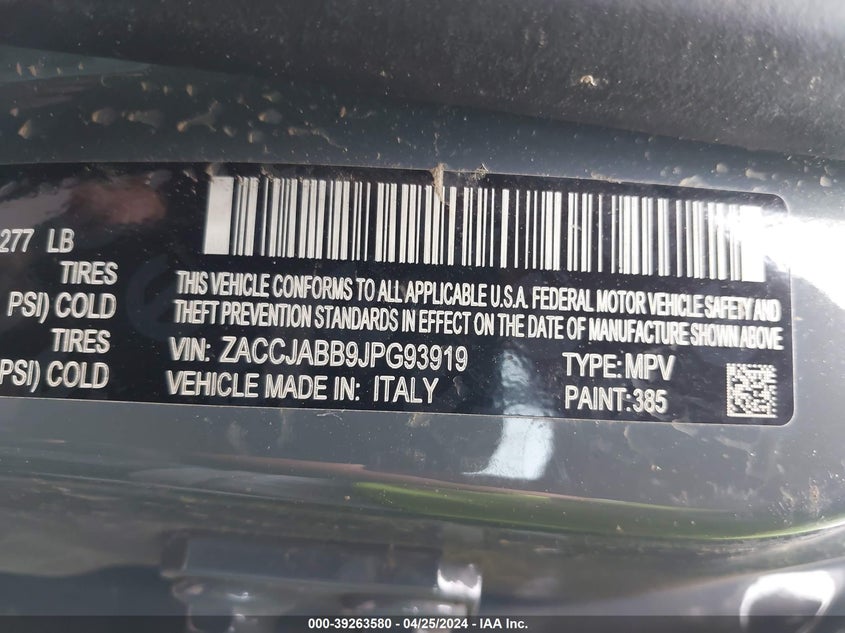 277 LB
TIRES
PSI) COLD
TIRES
PSI) COLD
THIS VEHICLE CONFORMS TO ALL APPLICABLE U.S.A. FEDERAL MOTOR VEHICLE SAFETY AND
THEFT PREVENTION STANDARDS IN EFFECT ON THE DATE OF MANUFACTURE SHOWN ABOVE
VIN: ZACCJABB9JPG93919 TYPE: MPV
VEHICLE MADE IN: ITALY PAINT:385
000-39263580 - 04/25/2024 - IAA Inc.